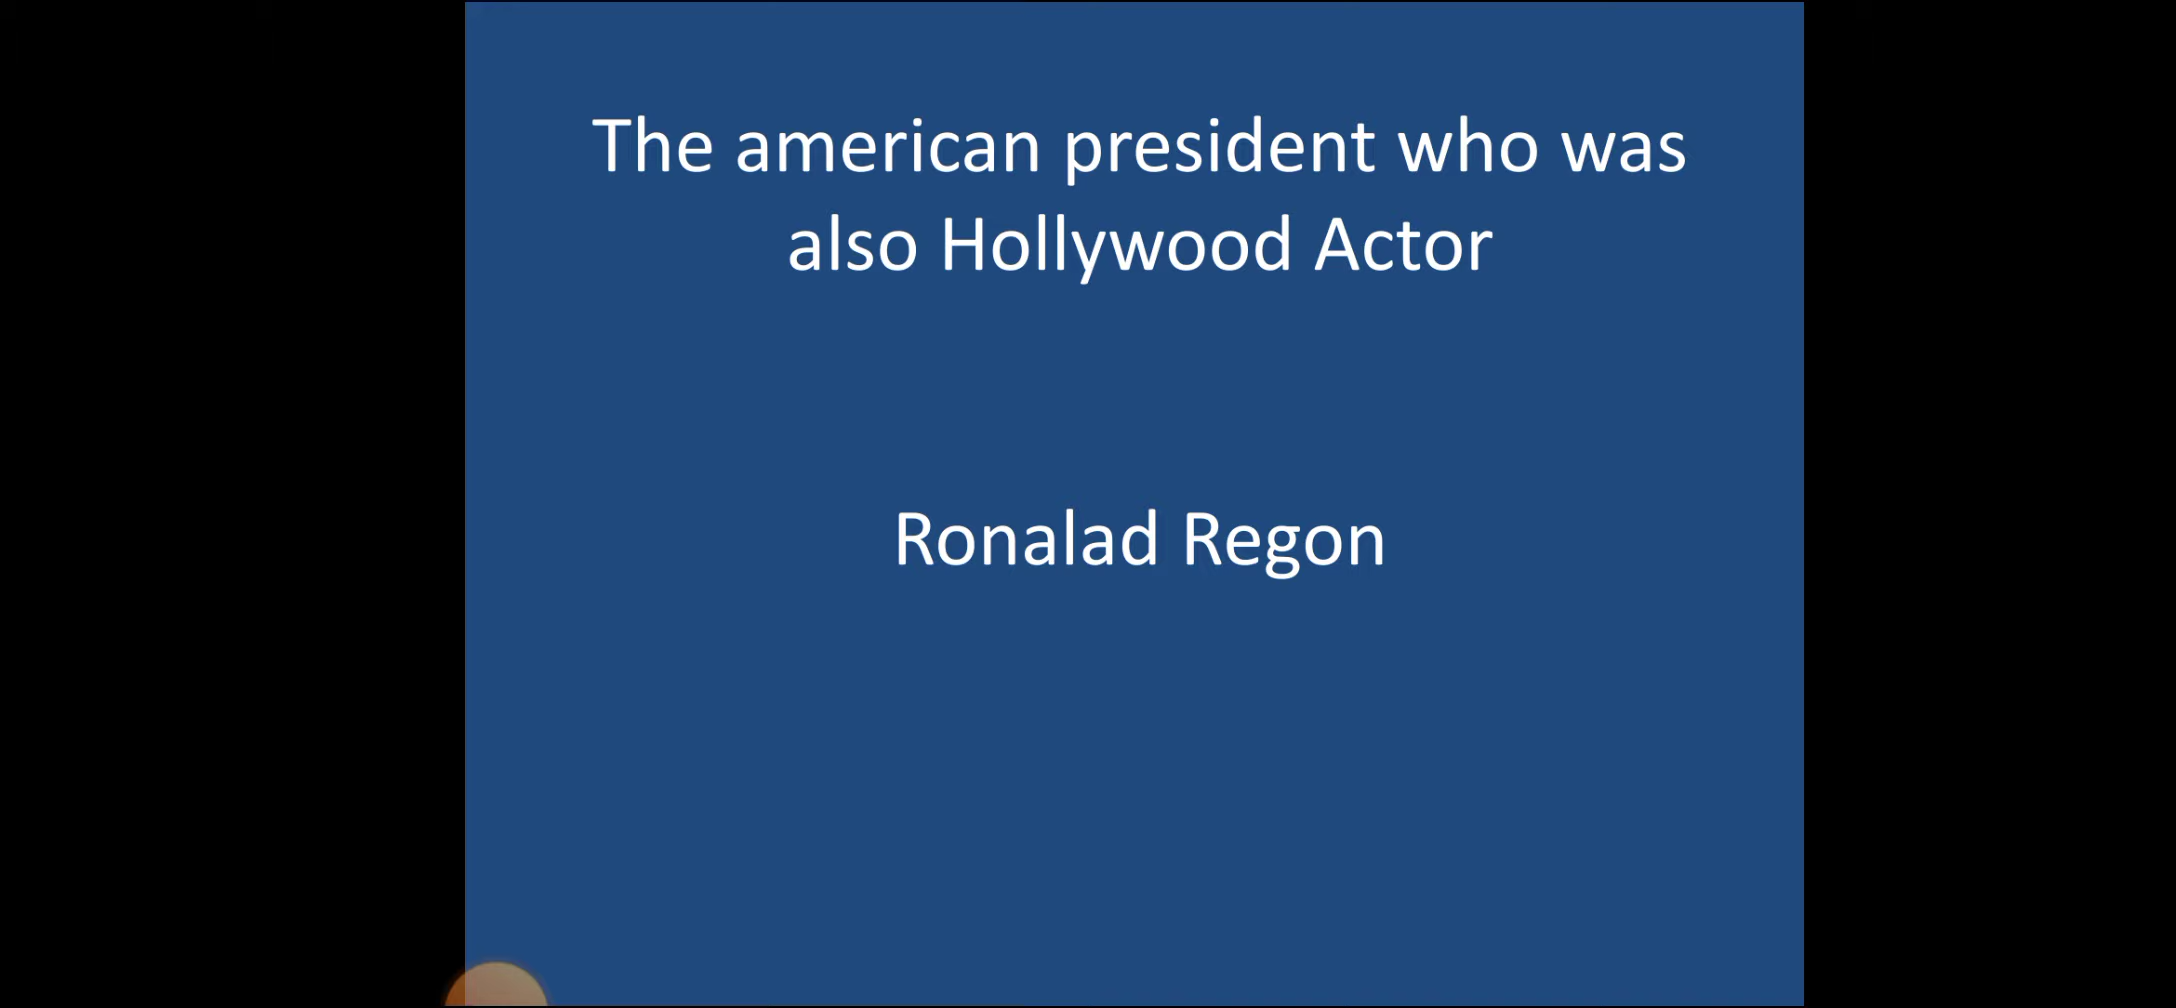 The american president who was
also Hollywood Actor
Ronalad Regon